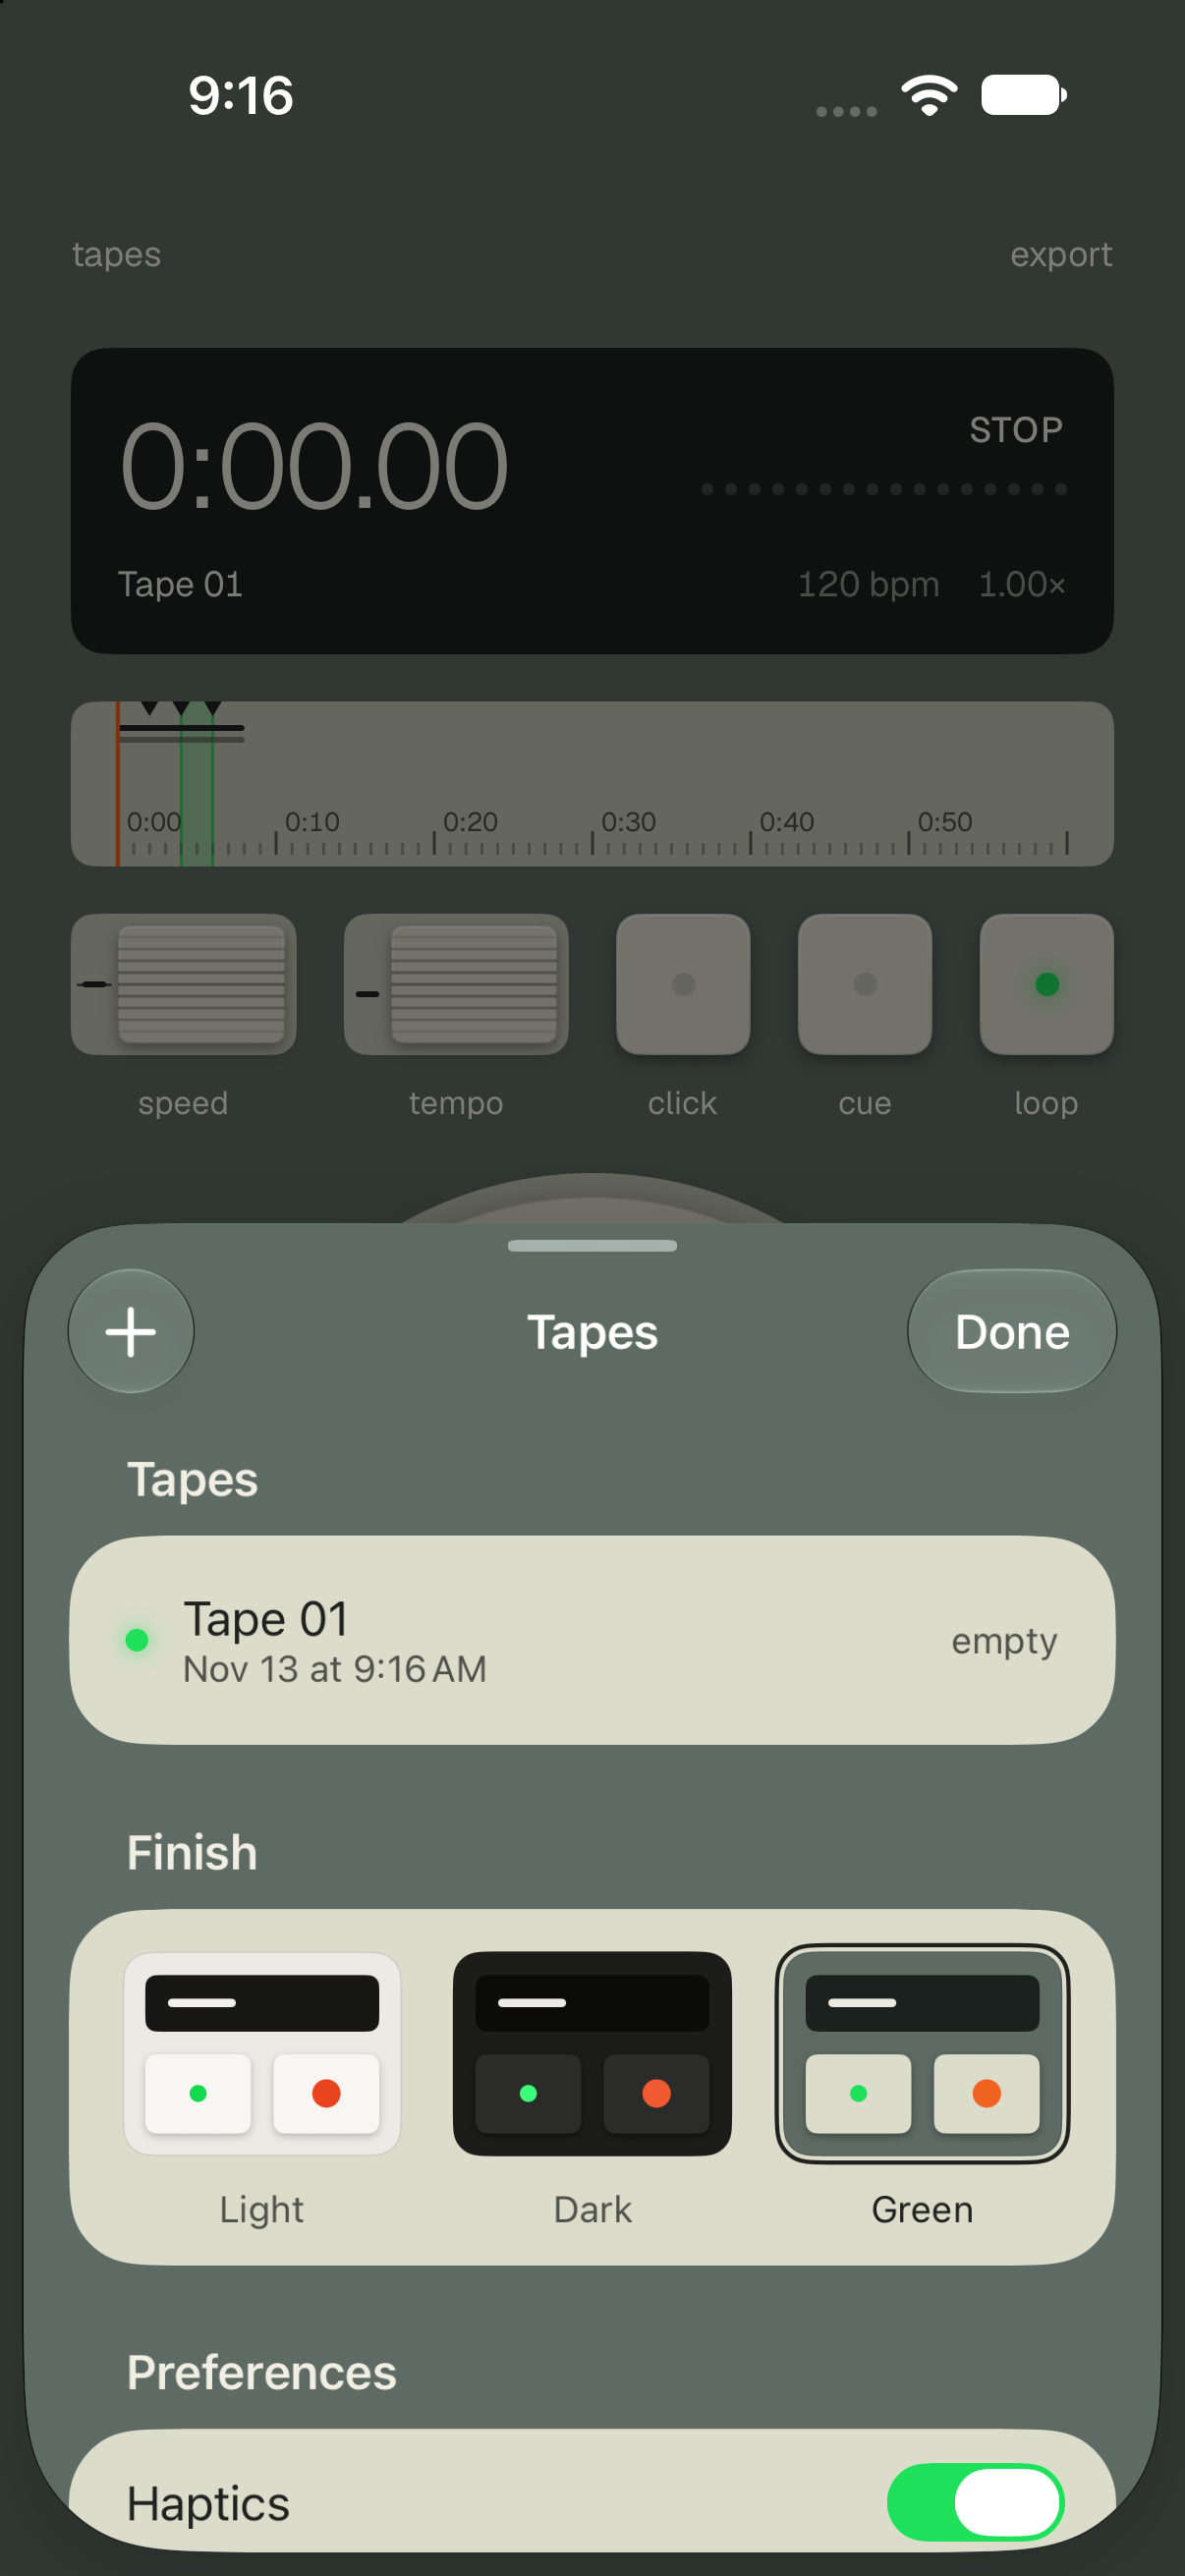 9:16
tapes export
0:00.00 STOP
Tape 01 120 bpm 1.00×
0:00 0:10 0:20 0:30 0:40 0:50
speed tempo click cue loop
Tapes Done
Tapes
Tape 01
Nov 13 at 9:16 AM
empty
Finish
Light Dark Green
Preferences
Haptics